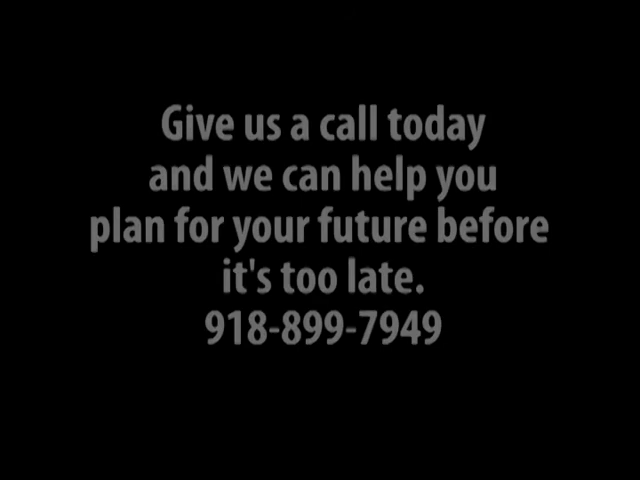 Give us a call today
and we can help you
plan for your future before
it's too late.
918-899-7949